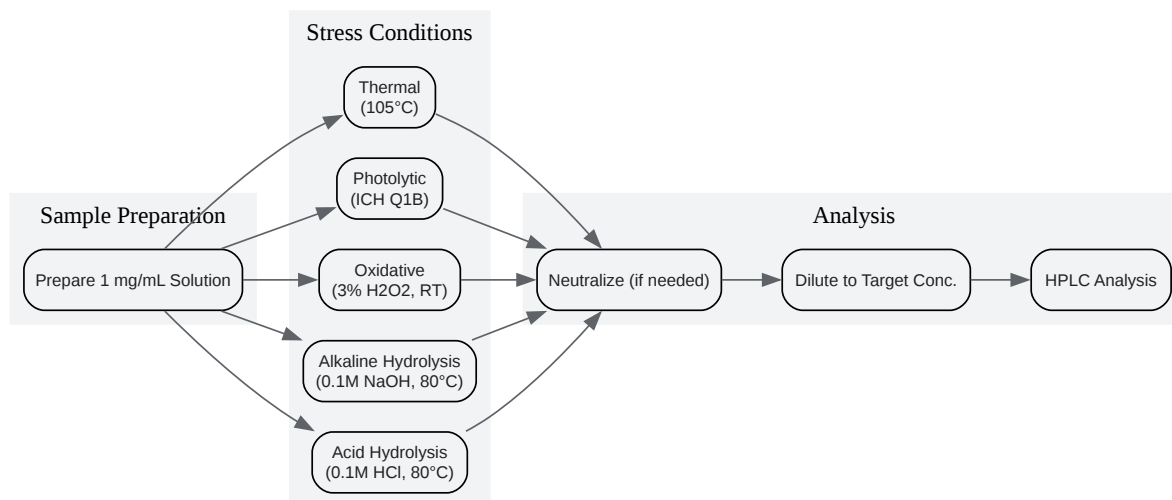 Stress Conditions
Thermal
(105°C)
Photolytic
(ICH Q1B)
Sample Preparation
Analysis
Prepare 1 mg/mL Solution
Oxidative
(3% H2O2, RT)
Neutralize (if needed)
Dilute to Target Conc.
HPLC Analysis
Alkaline Hydrolysis
(0.1M NaOH, 80°C)
Acid Hydrolysis
(0.1M HCl, 80°C)